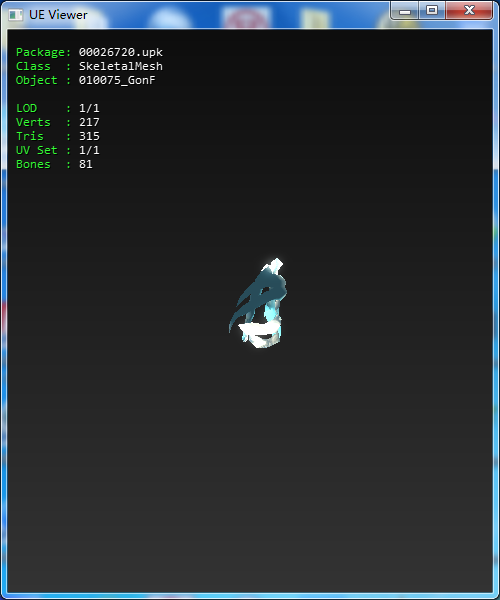 UE Viewer
Package: 00026720.upk
Class : SkeletalMesh
Object : 010075_GonF
LOD : 1/1
Verts : 217
Tris : 315
UV Set : 1/1
Bones : 81